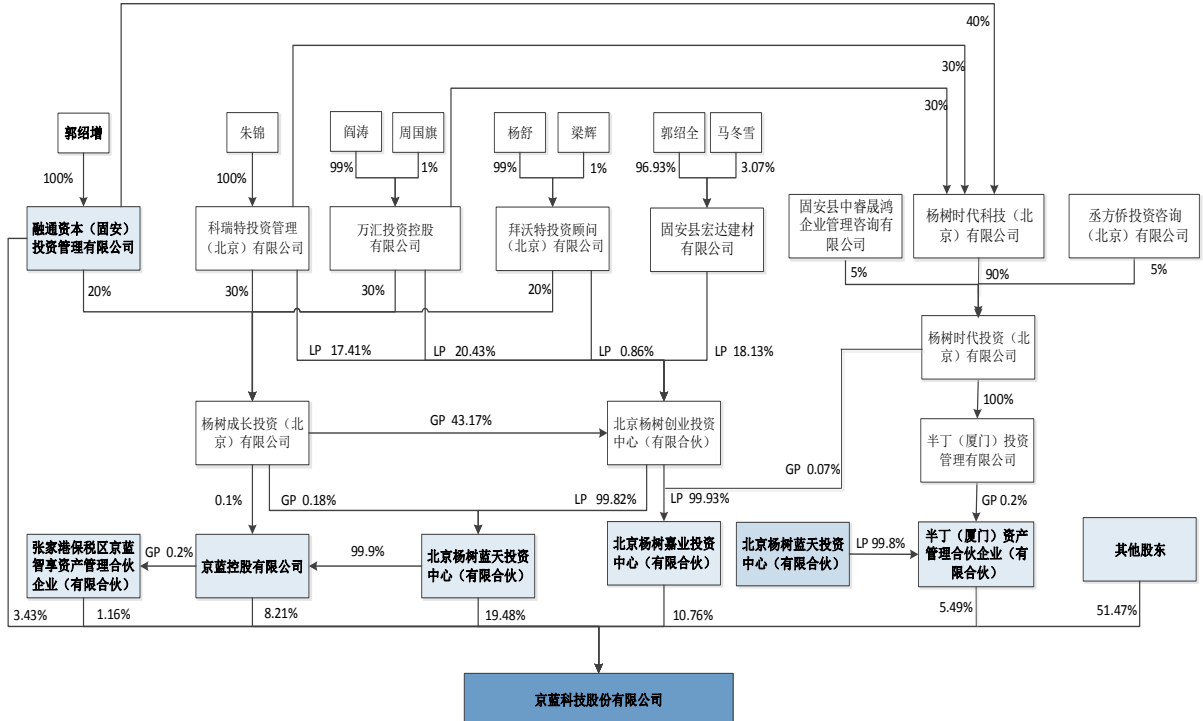 40%
30%
30%
郭绍增
朱锦
阎涛
周国旗
杨舒
梁辉
郭绍全
马冬雪
100%
100%
99%
1%
99%
1%
96.93%
3.07%
融通资本（固安）
投资管理有限公司
科瑞特投资管理
（北京）有限公司
万汇投资控股
有限公司
拜沃特投资顾问
（北京）有限公司
固安县宏达建材
有限公司
固安县中睿晟鸿
企业管理咨询有
限公司
杨树时代科技（北
京）有限公司
丞方侨投资咨询
（北京）有限公司
20%
30%
30%
20%
5%
90%
5%
LP 17.41%
LP 20.43%
LP 0.86%
LP 18.13%
杨树时代投资（北
京）有限公司
100%
杨树成长投资（北
京）有限公司
GP 43.17%
北京杨树创业投资
中心（有限合伙）
半丁（厦门）投资
管理有限公司
GP 0.07%
0.1%
GP 0.18%
LP 99.82%
LP 99.93%
GP 0.2%
张家港保税区京蓝
智享资产管理合伙
企业（有限合伙）
GP 0.2%
京蓝控股有限公司
99.9%
北京杨树蓝天投资
中心（有限合伙）
北京杨树嘉业投资
中心（有限合伙）
北京杨树蓝天投资
中心（有限合伙）
LP 99.8%
半丁（厦门）资产
管理合伙企业（有
限合伙）
其他股东
3.43%
1.16%
8.21%
19.48%
10.76%
5.49%
51.47%
京蓝科技股份有限公司